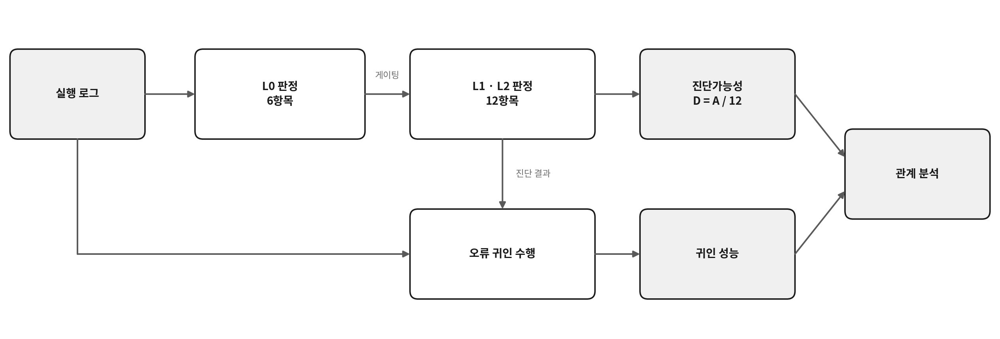 실행 로그
L0 판정
6항목
게이팅
L1 · L2 판정
12항목
진단가능성
D = A / 12
진단 결과
관계 분석
오류 귀인 수행
귀인 성능